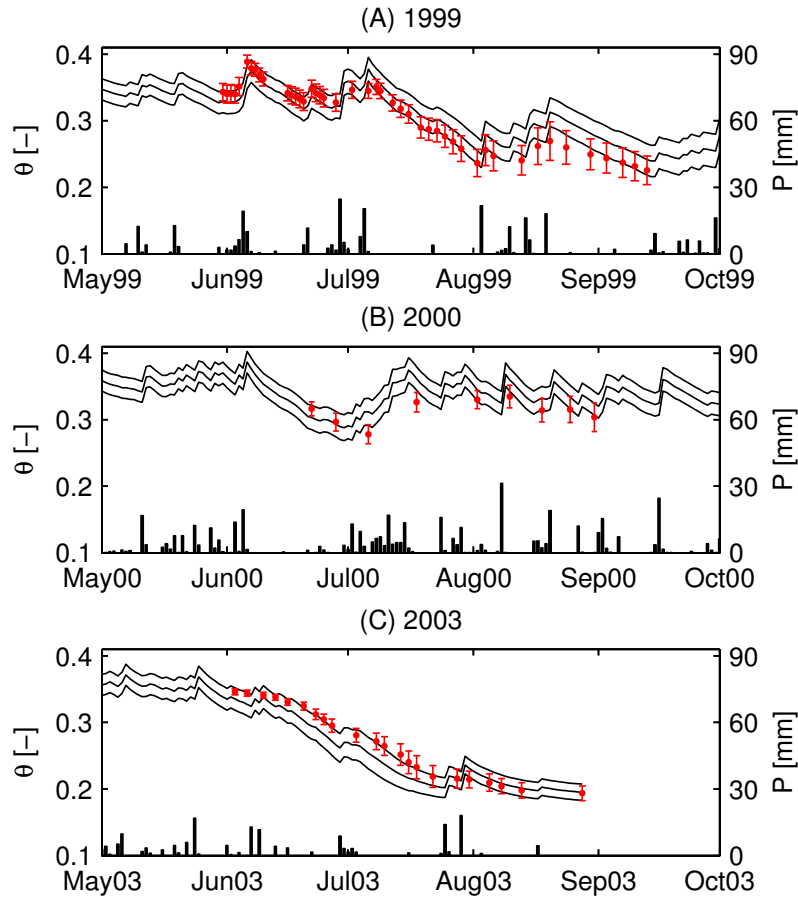 (A) 1999
0.4
0.3
0.2
0.1
θ [−]
90
60
30
0
P [mm]
May99 Jun99 Jul99 Aug99 Sep99 Oct99
(B) 2000
0.4
0.3
0.2
0.1
θ [−]
90
60
30
0
P [mm]
May00 Jun00 Jul00 Aug00 Sep00 Oct00
(C) 2003
0.4
0.3
0.2
0.1
θ [−]
90
60
30
0
P [mm]
May03 Jun03 Jul03 Aug03 Sep03 Oct03